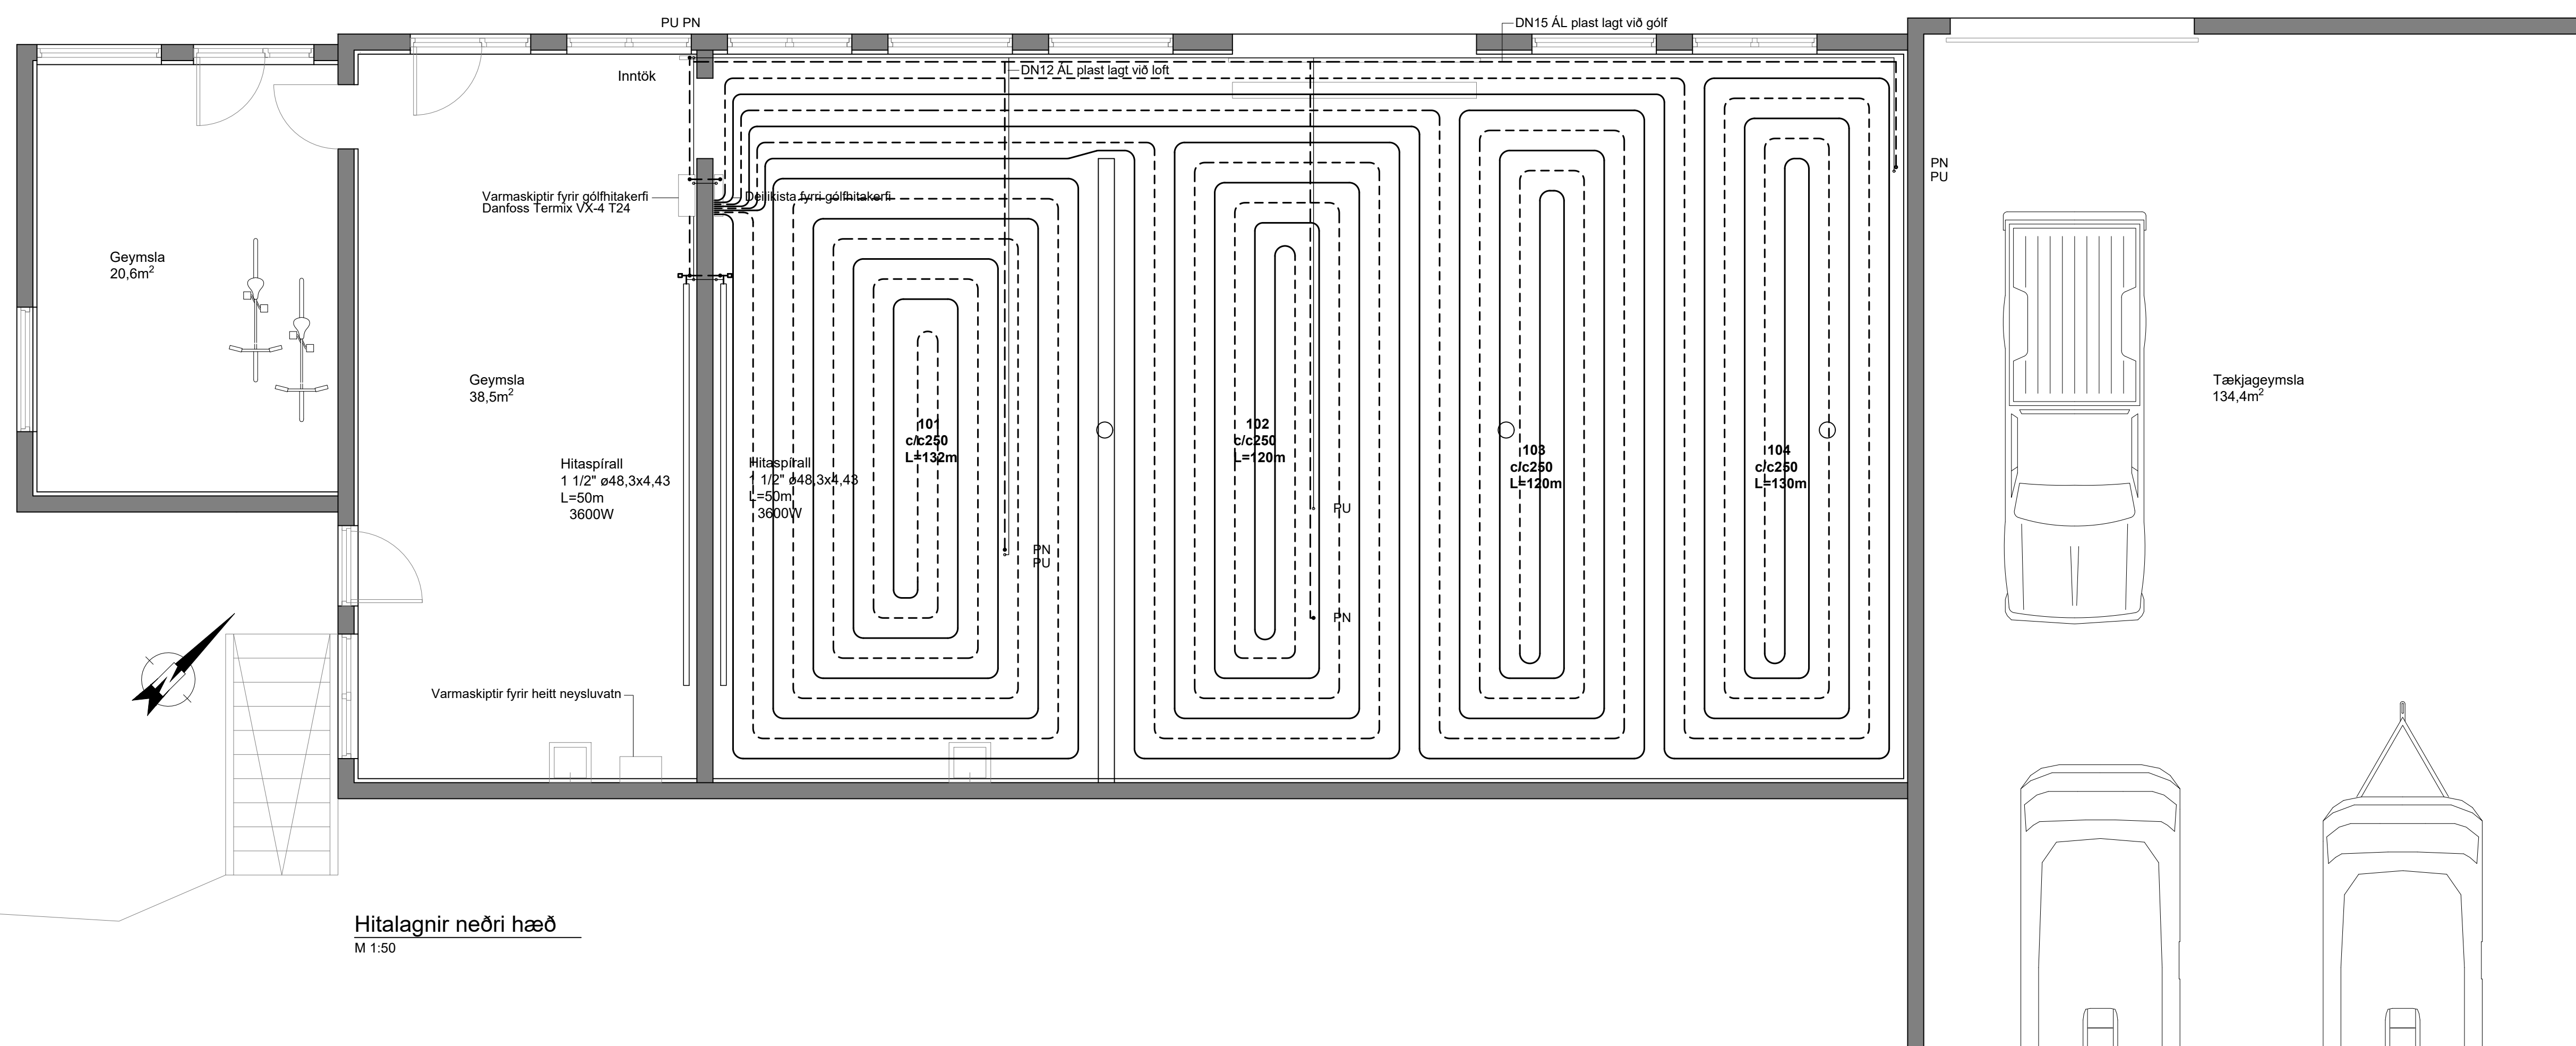 PU PN
DN15 ÁL plast lagt við gólf
Inntök
DN12 ÁL plast lagt við loft
PN
PU
Varmaskiptir fyrir gólfhitakerfi
Danfoss Termix VX-4 T24
Deilikista fyrri gólfhitakerfi
Geymsla
20,6m²
Geymsla
38,5m²
Tækjageymsla
134,4m²
101
c/c250
L=132m
102
c/c250
L=120m
103
c/c250
L=120m
104
c/c250
L=130m
Hitaspírall
1 1/2" ø48,3x4,43
L=50m
3600W
Hitaspírall
1 1/2" ø48,3x4,43
L=50m
3600W
PU
PN
PU
PN
Varmaskiptir fyrir heitt neysluvatn
Hitalagnir neðri hæð
M 1:50